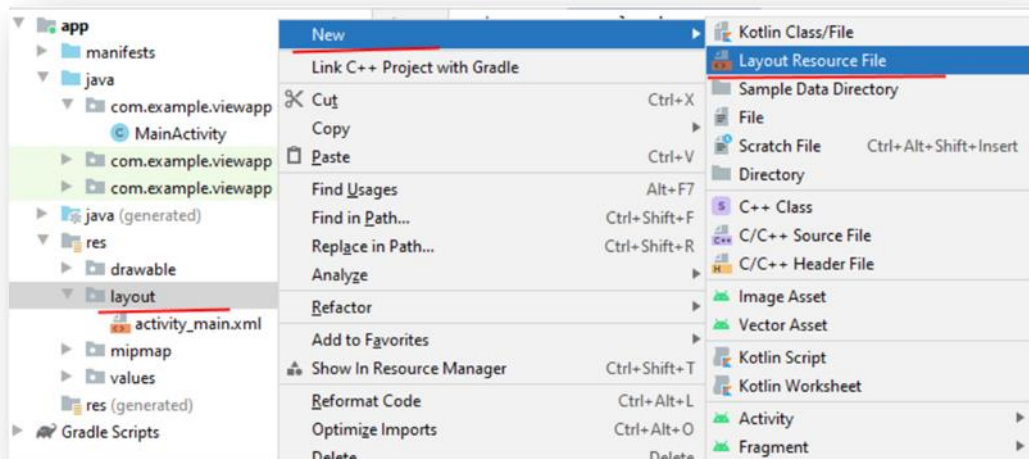 app
manifests
java
com.example.viewapp
MainActivity
com.example.viewapp
com.example.viewapp
java (generated)
res
drawable
layout
activity_main.xml
mipmap
values
res (generated)
Gradle Scripts
New
Link C++ Project with Gradle
Cut Ctrl+X
Copy
Paste Ctrl+V
Find Usages Alt+F7
Find in Path... Ctrl+Shift+F
Replace in Path... Ctrl+Shift+R
Analyze
Refactor
Add to Favorites
Show In Resource Manager Ctrl+Shift+T
Reformat Code Ctrl+Alt+L
Optimize Imports Ctrl+Alt+O
Delete... Delete
Kotlin Class/File
Layout Resource File
Sample Data Directory
File
Scratch File Ctrl+Alt+Shift+Insert
Directory
C++ Class
C/C++ Source File
C/C++ Header File
Image Asset
Vector Asset
Kotlin Script
Kotlin Worksheet
Activity
Fragment